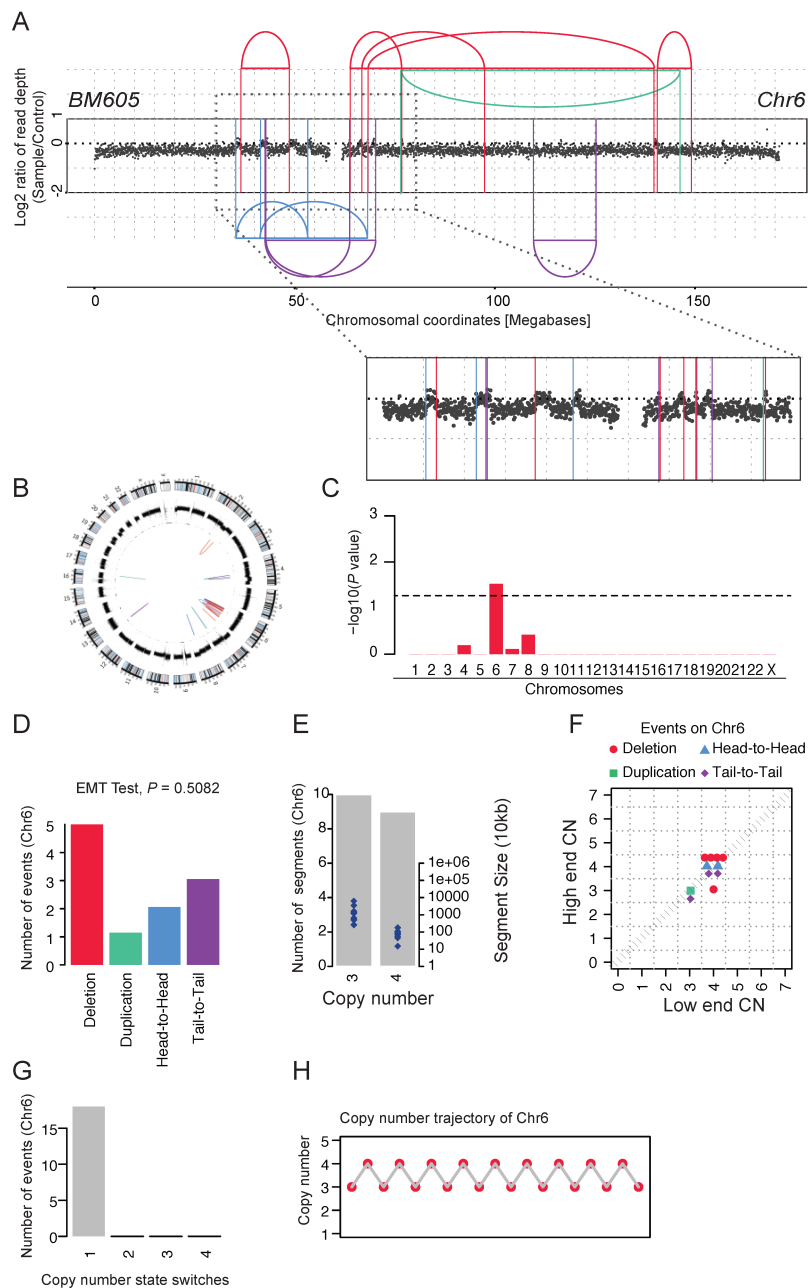 A
BM605
Chr6
Log2 ratio of read depth
(Sample/Control)
1
0
-2
0
50
100
150
Chromosomal coordinates [Megabases]
B
C
3
2
1
0
−log10(P value)
1 2 3 4 5 6 7 8 9 10 11 12 13 14 15 16 17 18 19 20 21 22 X
Chromosomes
D
EMT Test, P = 0.5082
Number of events (Chr6)
5
4
3
2
1
0
Deletion
Duplication
Head-to-Head
Tail-to-Tail
E
Number of segments (Chr6)
10
8
6
4
2
0
1e+06
1e+05
10000
1000
100
10
1
Segment Size (10kb)
3
4
Copy number
F
Events on Chr6
Deletion
Head-to-Head
Duplication
Tail-to-Tail
High end CN
7
6
5
4
3
2
1
0
0 1 2 3 4 5 6 7
Low end CN
G
Number of events (Chr6)
15
10
5
0
1
2
3
4
Copy number state switches
H
Copy number trajectory of Chr6
Copy number
5
4
3
2
1